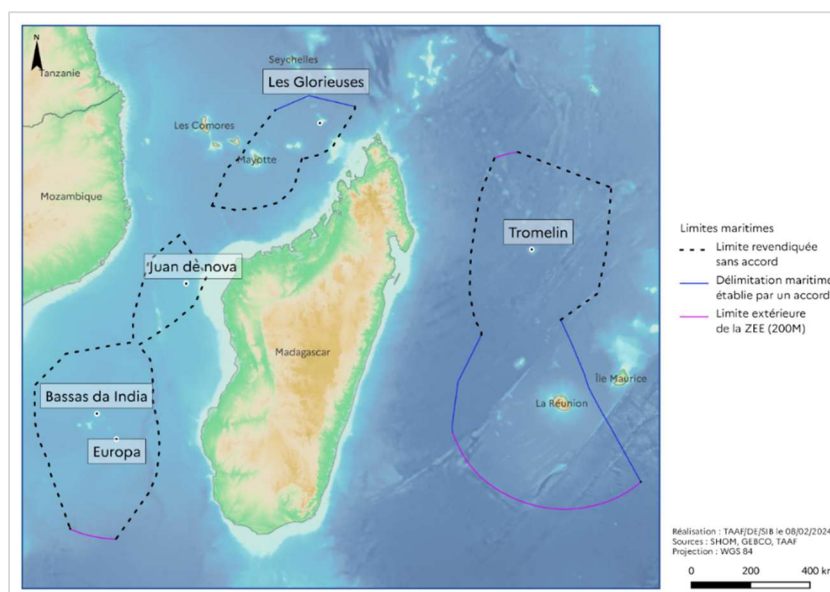 N
Seychelles
Les Glorieuses
Tanzanie
Les Comores
Mayotte
Mozambique
Tromelin
Juan de nova
Madagascar
Île Maurice
La Réunion
Bassas da India
Europa
Limites maritimes
Limite revendiquée
sans accord
Délimitation maritime
établie par un accord
Limite extérieure
de la ZEE (200M)
Réalisation : TAAF/DE/SIB le 08/02/2024
Sources : SHOM, GEBCO, TAAF
Projection : WGS 84
0 200 400 km